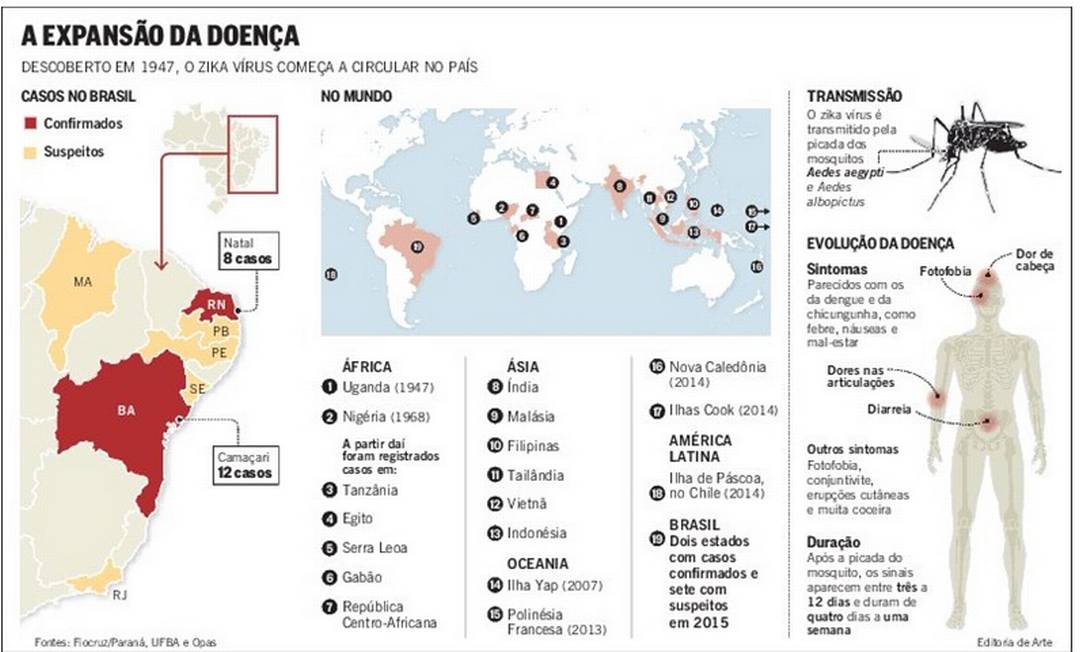 A EXPANSÃO DA DOENÇA
DESCOBERTO EM 1947, O ZIKA VÍRUS COMEÇA A CIRCULAR NO PAÍS
CASOS NO BRASIL
Confirmados
Suspeitos
Natal
8 casos
MA
RN
PB
PE
SE
BA
Camaçari
12 casos
RJ
NO MUNDO
4
8
11
12
10
14
15
2
7
5
1
9
17
6
3
13
19
18
16
ÁFRICA
1 Uganda (1947)
2 Nigéria (1968)
A partir daí
foram registrados
casos em:
3 Tanzânia
4 Egito
5 Serra Leoa
6 Gabão
7 República
Centro-Africana
ÁSIA
8 Índia
9 Malásia
10 Filipinas
11 Tailândia
12 Vietnã
13 Indonésia
OCEANIA
14 Ilha Yap (2007)
15 Polinésia
Francesa (2013)
16 Nova Caledônia
(2014)
17 Ilhas Cook (2014)
AMÉRICA
LATINA
Ilha de Páscoa,
18 no Chile (2014)
BRASIL
19 Dois estados
com casos
confirmados e
sete com
suspeitos
em 2015
TRANSMISSÃO
O zika vírus é
transmitido pela
picada dos
mosquitos
Aedes aegypti
e Aedes
albopictus
EVOLUÇÃO DA DOENÇA
Sintomas
Parecidos com os
da dengue e da
chicungunha, como
febre, náuseas e
mal-estar
Fotofobia
Dor de
cabeça
Dores nas
articulações
Diarreia
Outros sintomas
Fotofobia,
conjuntivite,
erupções cutâneas
e muita coceira
Duração
Após a picada do
mosquito, os sinais
aparecem entre três a
12 dias e duram de
quatro dias a uma
semana
Fontes: Fiocruz/Paraná, UFBA e Opas
Editoria de Arte